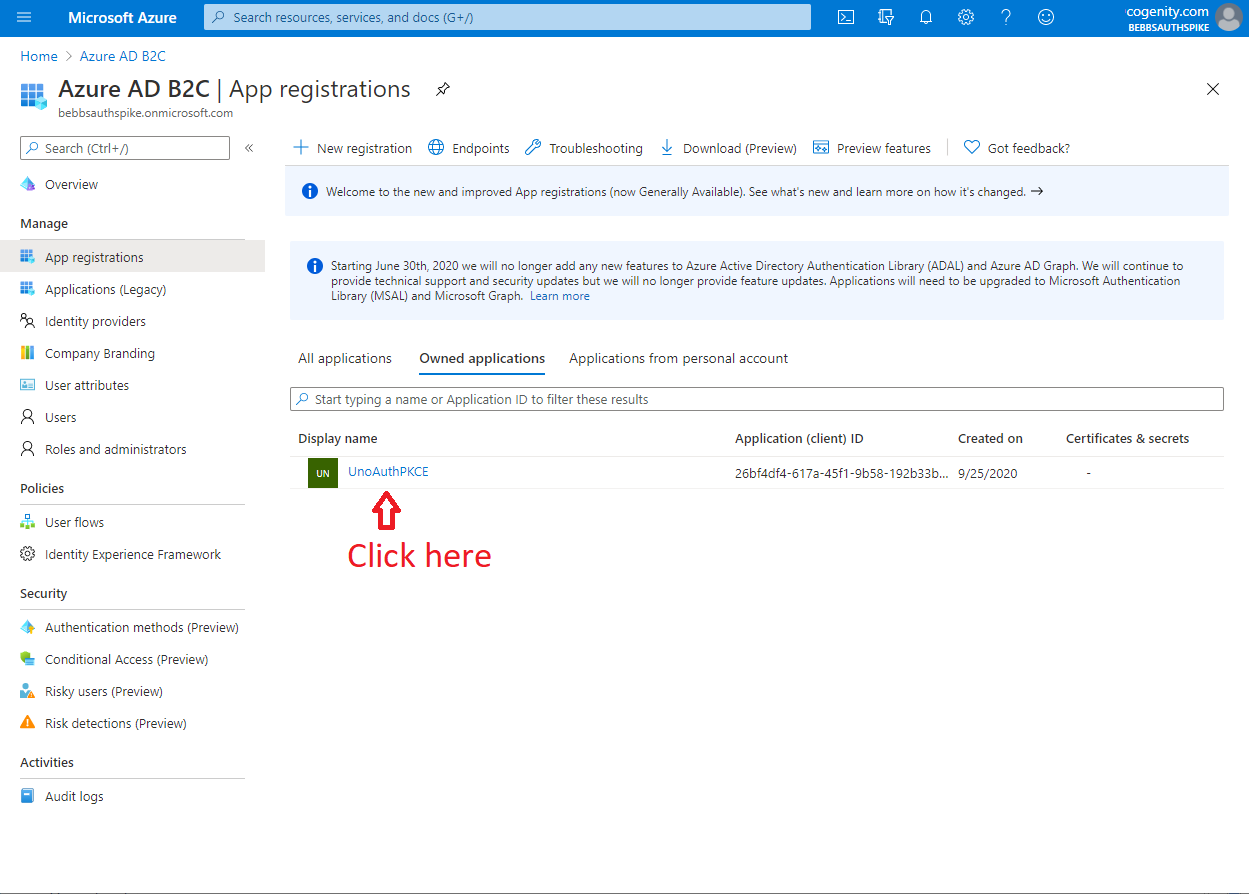 Microsoft Azure
Search resources, services, and docs (G+/)
cogenity.com
BEBBSAUTHSPIKE
Home > Azure AD B2C
Azure AD B2C | App registrations
bebbsauthspike.onmicrosoft.com
Search (Ctrl+/)
«
Overview
Manage
App registrations
Applications (Legacy)
Identity providers
Company Branding
User attributes
Users
Roles and administrators
Policies
User flows
Identity Experience Framework
Security
Authentication methods (Preview)
Conditional Access (Preview)
Risky users (Preview)
Risk detections (Preview)
Activities
Audit logs
New registration Endpoints Troubleshooting Download (Preview) Preview features Got feedback?
Welcome to the new and improved App registrations (now Generally Available). See what's new and learn more on how it's changed. →
Starting June 30th, 2020 we will no longer add any new features to Azure Active Directory Authentication Library (ADAL) and Azure AD Graph. We will continue to
provide technical support and security updates but we will no longer provide feature updates. Applications will need to be upgraded to Microsoft Authentication
Library (MSAL) and Microsoft Graph. Learn more
All applications Owned applications Applications from personal account
Start typing a name or Application ID to filter these results
Display name Application (client) ID Created on Certificates & secrets
UN UnoAuthPKCE 26bf4df4-617a-45f1-9b58-192b33b... 9/25/2020 -
Click here